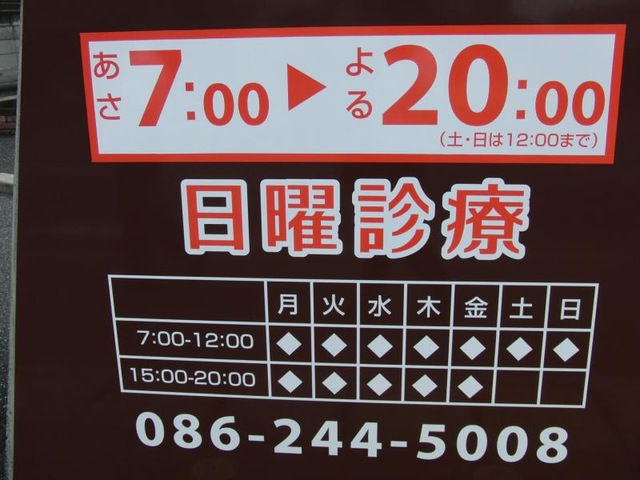 あさ7:00▶よる20:00
（土・日は12:00まで）
日曜診療
月 火 水 木 金 土 日
7:00-12:00 ◆ ◆ ◆ ◆ ◆ ◆ ◆
15:00-20:00 ◆ ◆ ◆ ◆ ◆
086-244-5008